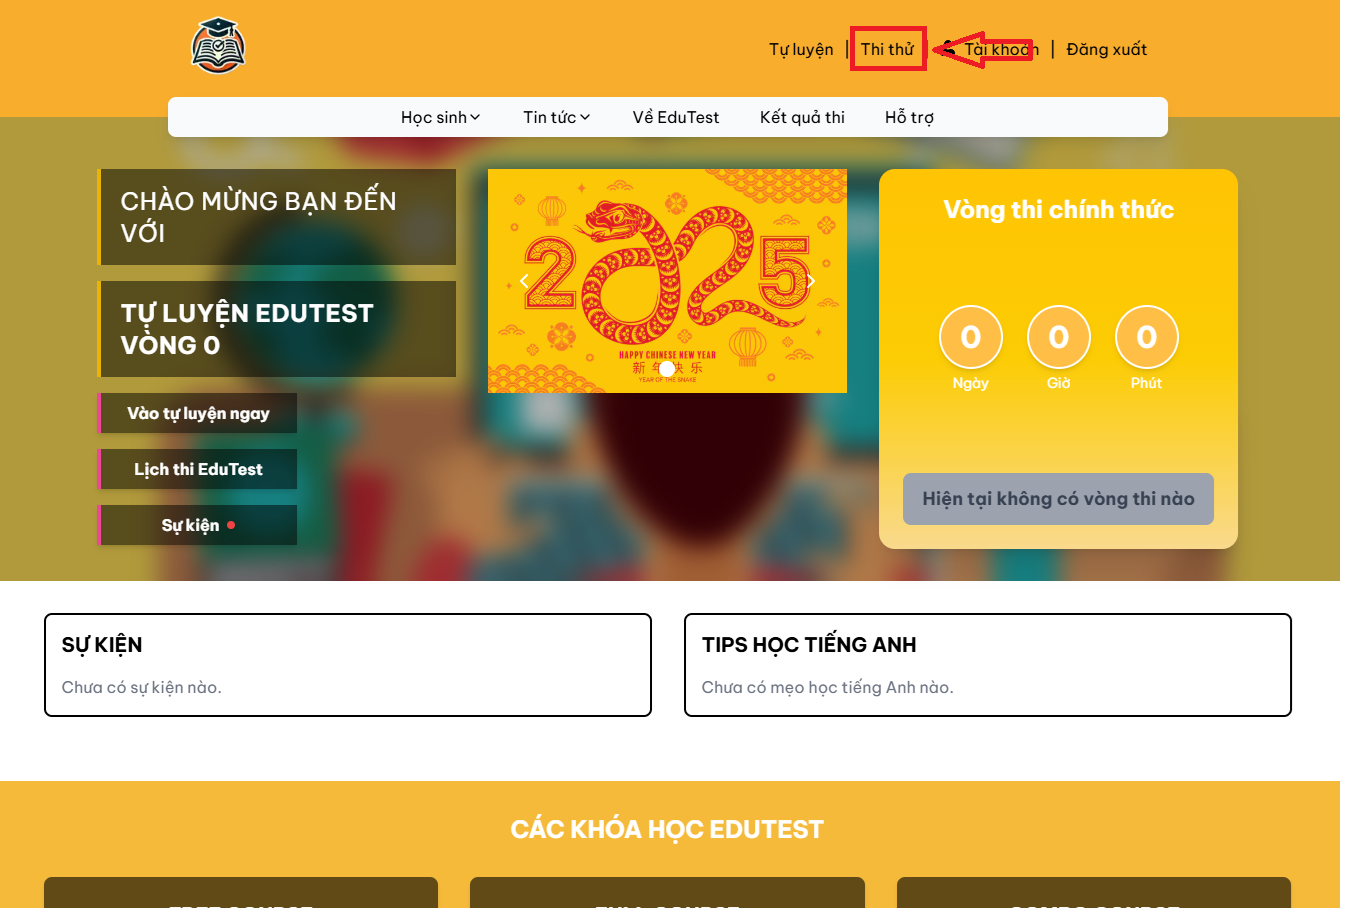 Tự luyện | Thi thử | Tài khoản | Đăng xuất
Học sinh Tin tức Về EduTest Kết quả thi Hỗ trợ
CHÀO MỪNG BẠN ĐẾN
VỚI
TỰ LUYỆN EDUTEST
VÒNG 0
Vào tự luyện ngay
Lịch thi EduTest
Sự kiện
2025
HAPPY CHINESE NEW YEAR
新年快乐
YEAR OF THE SNAKE
Vòng thi chính thức
0 0 0
Ngày Giờ Phút
Hiện tại không có vòng thi nào
SỰ KIỆN
Chưa có sự kiện nào.
TIPS HỌC TIẾNG ANH
Chưa có mẹo học tiếng Anh nào.
CÁC KHÓA HỌC EDUTEST